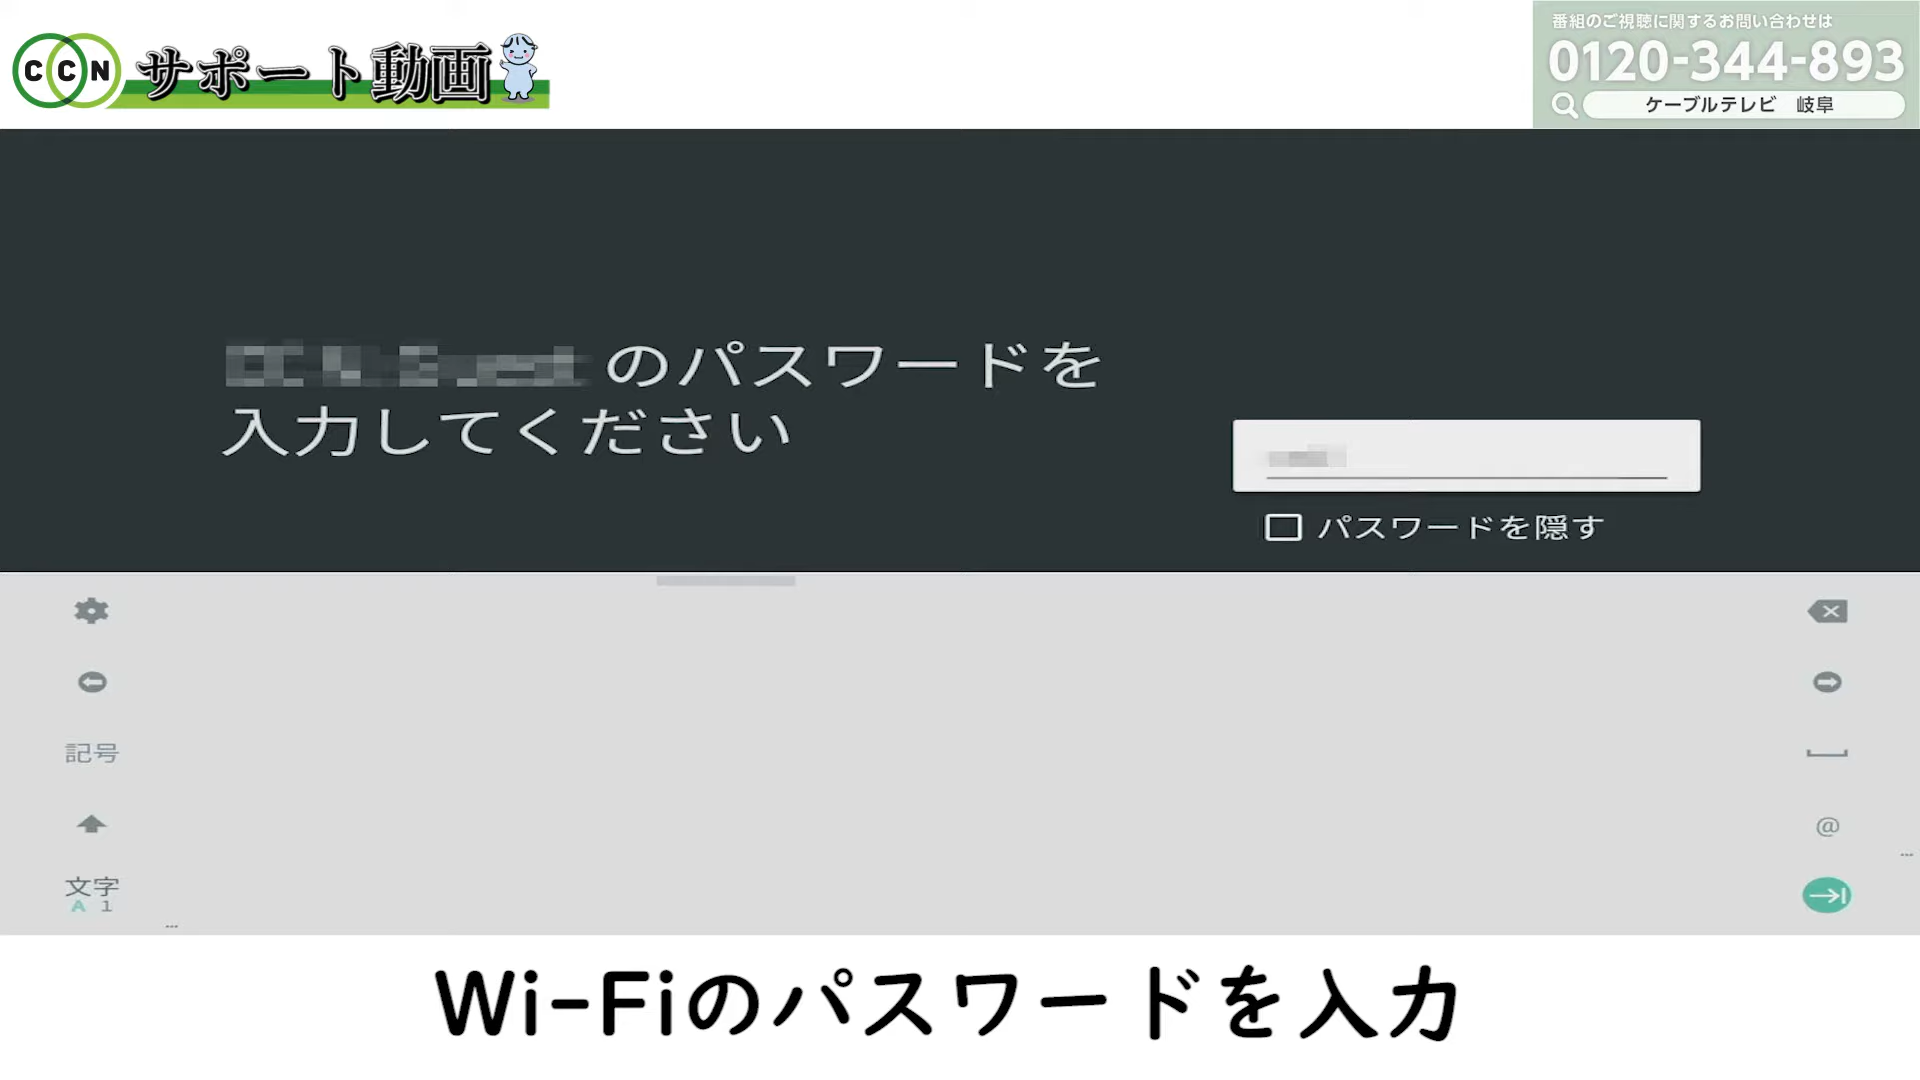 CCN サポート動画
番組のご視聴に関するお問い合わせは
0120-344-893
ケーブルテレビ 岐阜
のパスワードを
入力してください
パスワードを隠す
記号
@
文字
A 1
Wi-Fiのパスワードを入力